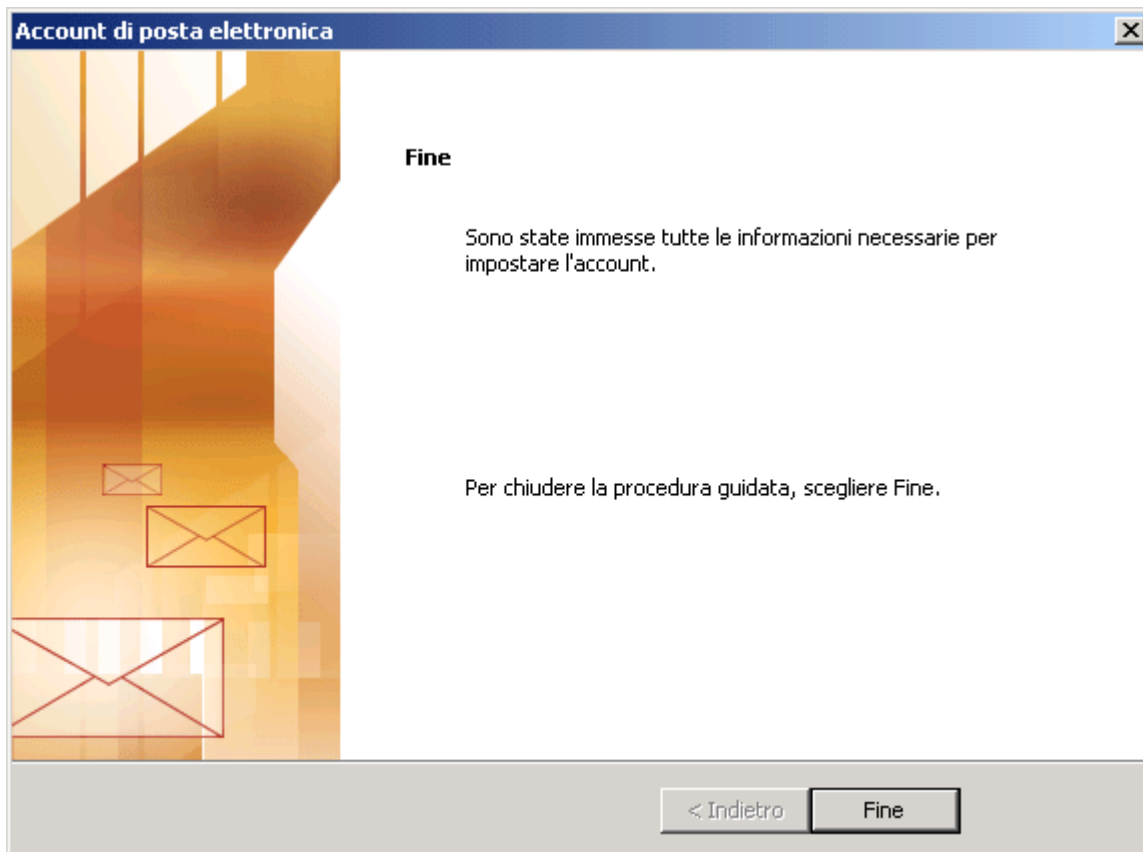 Account di posta elettronica
Fine
Sono state immesse tutte le informazioni necessarie per
impostare l'account.
Per chiudere la procedura guidata, scegliere Fine.
< Indietro
Fine